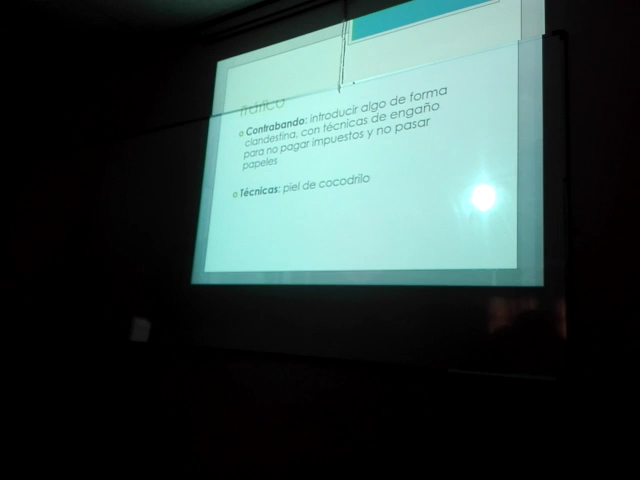 Tráfico
Contrabando: introducir algo de forma
clandestina, con técnicas de engaño
para no pagar impuestos y no pasar
papeles
Técnicas: piel de cocodrilo